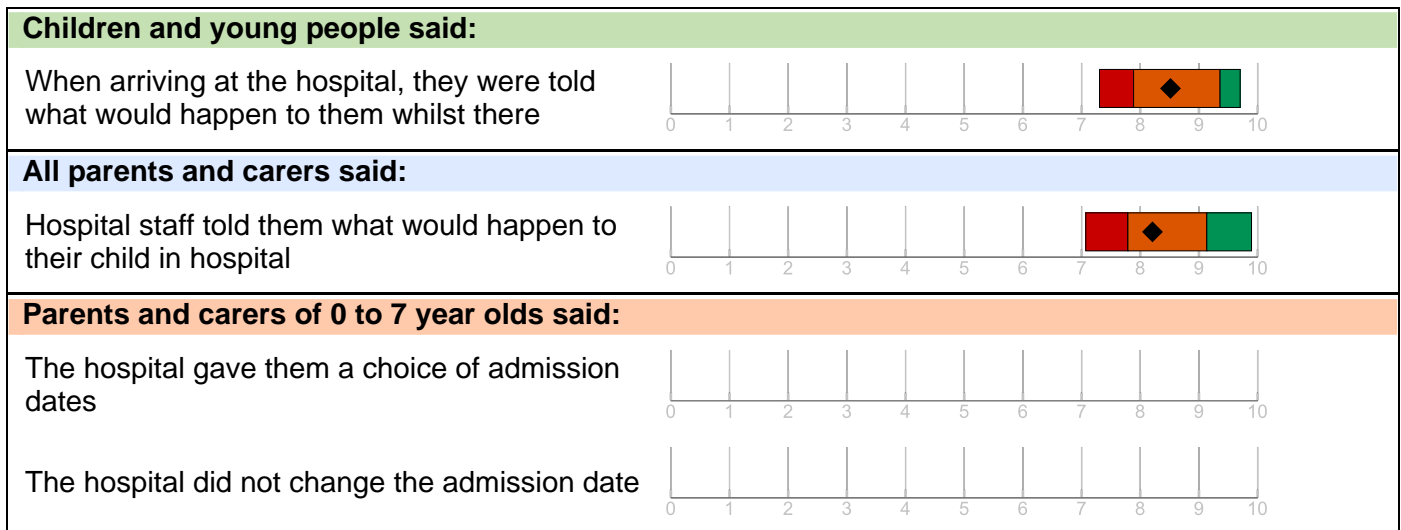 Children and young people said:
When arriving at the hospital, they were told
what would happen to them whilst there
0 1 2 3 4 5 6 7 8 9 10
All parents and carers said:
Hospital staff told them what would happen to
their child in hospital
0 1 2 3 4 5 6 7 8 9 10
Parents and carers of 0 to 7 year olds said:
The hospital gave them a choice of admission
dates
0 1 2 3 4 5 6 7 8 9 10
The hospital did not change the admission date
0 1 2 3 4 5 6 7 8 9 10